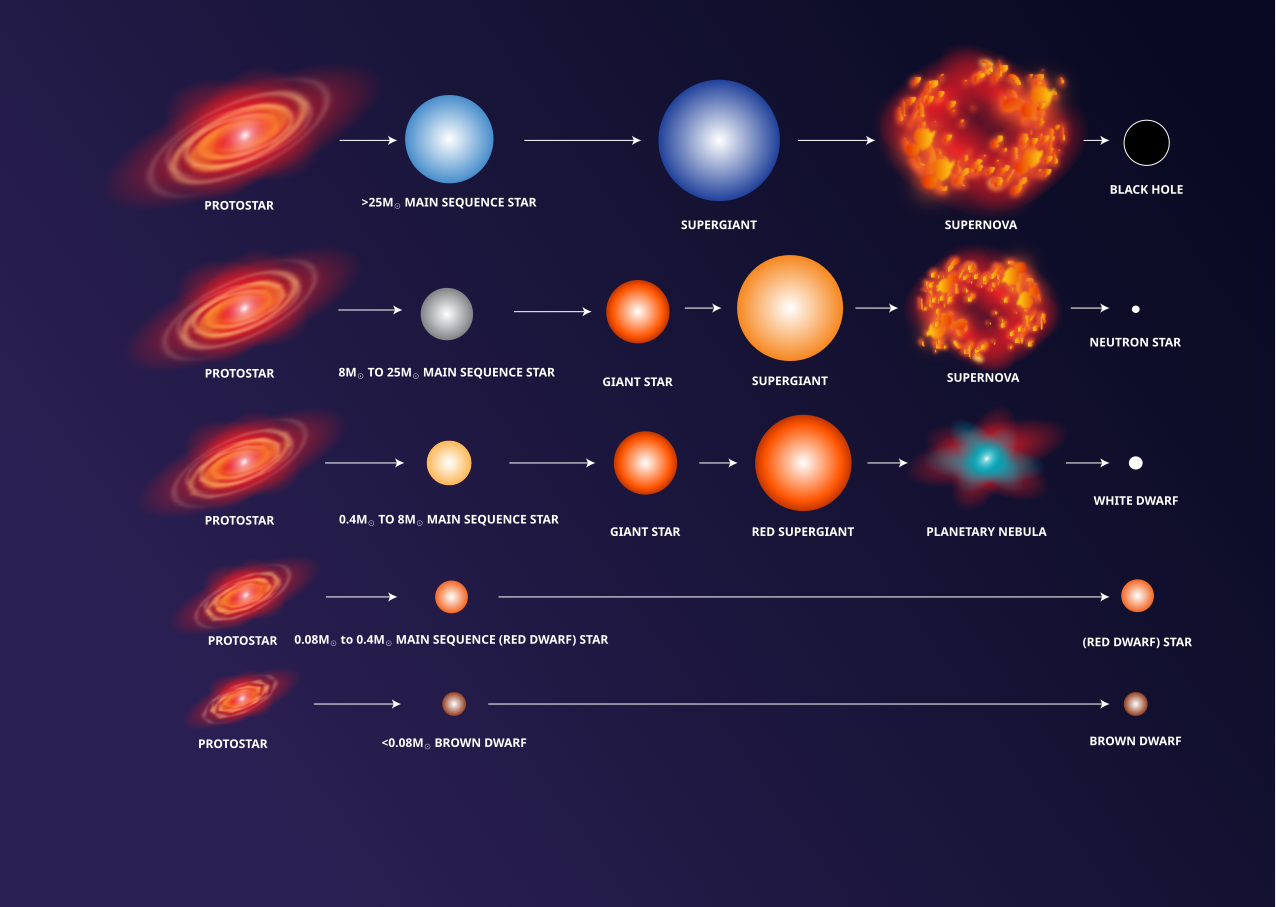 PROTOSTAR
>25M☉ MAIN SEQUENCE STAR
SUPERGIANT
SUPERNOVA
BLACK HOLE
PROTOSTAR
8M☉ TO 25M☉ MAIN SEQUENCE STAR
GIANT STAR
SUPERGIANT
SUPERNOVA
NEUTRON STAR
PROTOSTAR
0.4M☉ TO 8M☉ MAIN SEQUENCE STAR
GIANT STAR
RED SUPERGIANT
PLANETARY NEBULA
WHITE DWARF
PROTOSTAR
0.08M☉ to 0.4M☉ MAIN SEQUENCE (RED DWARF) STAR
(RED DWARF) STAR
PROTOSTAR
<0.08M☉ BROWN DWARF
BROWN DWARF